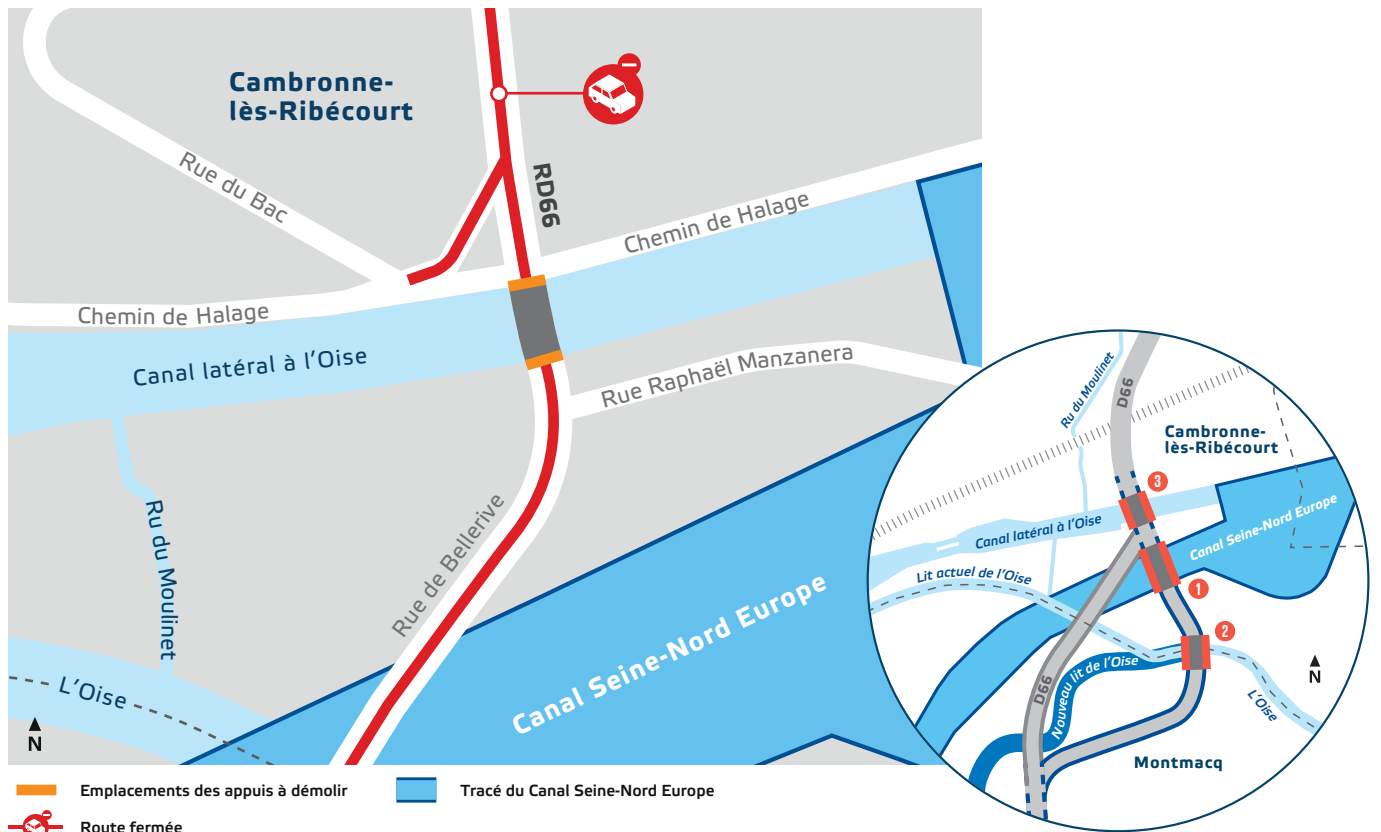 Cambronne-
lès-Ribécourt
Rue du Bac
RD66
Chemin de Halage
Chemin de Halage
Canal latéral à l'Oise
Rue Raphaël Manzanera
Ru du Moulinet
Rue de Bellerive
L'Oise
Canal Seine-Nord Europe
N
Ru du Moulinet
D66
Cambronne-
lès-Ribécourt
3
Canal latéral à l'Oise
Canal Seine-Nord Europe
Lit actuel de l'Oise
1
2
Nouveau lit de l'Oise
D66
L'Oise
N
Montmacq
Emplacements des appuis à démolir
Tracé du Canal Seine-Nord Europe
Route fermée